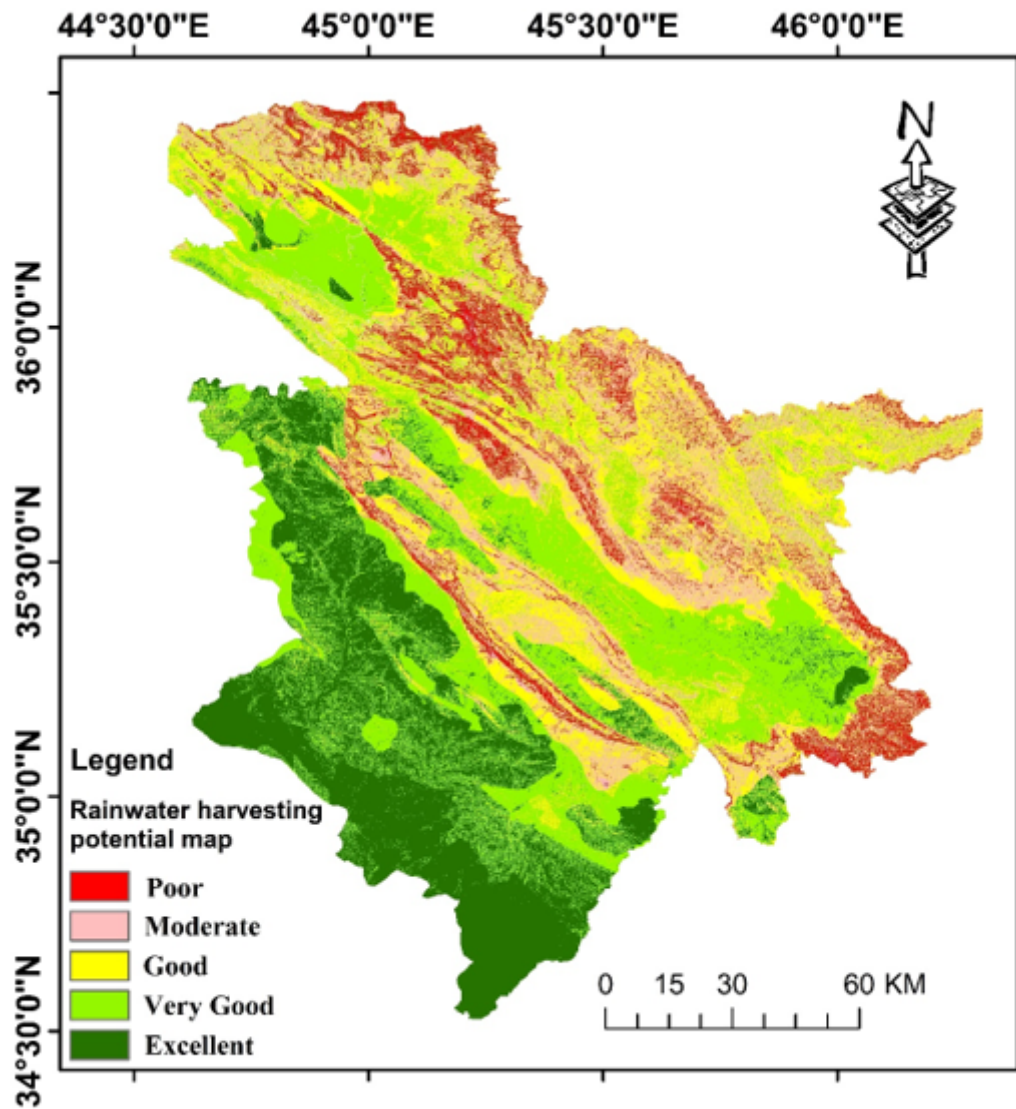 44°30'0"E 45°0'0"E 45°30'0"E 46°0'0"E
N
36°0'0"N
35°30'0"N
35°0'0"N
34°30'0"N
Legend
Rainwater harvesting
potential map
Poor
Moderate
Good
Very Good
Excellent
0 15 30 60 KM